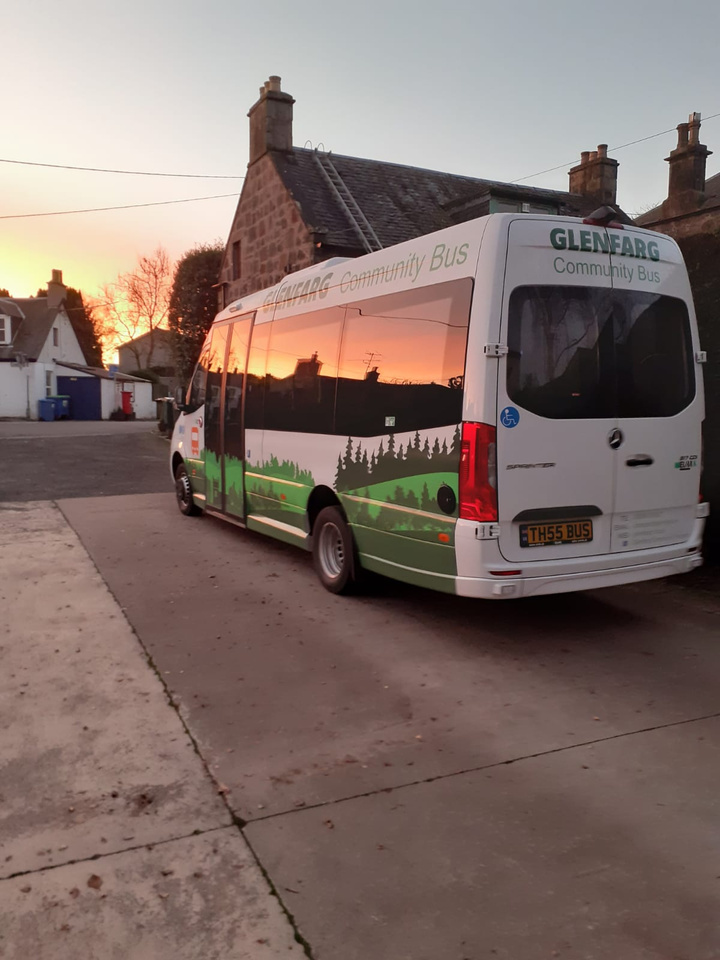 GLENFARG Community Bus
GLENFARG
Community Bus
SPRINTER
TH55 BUS